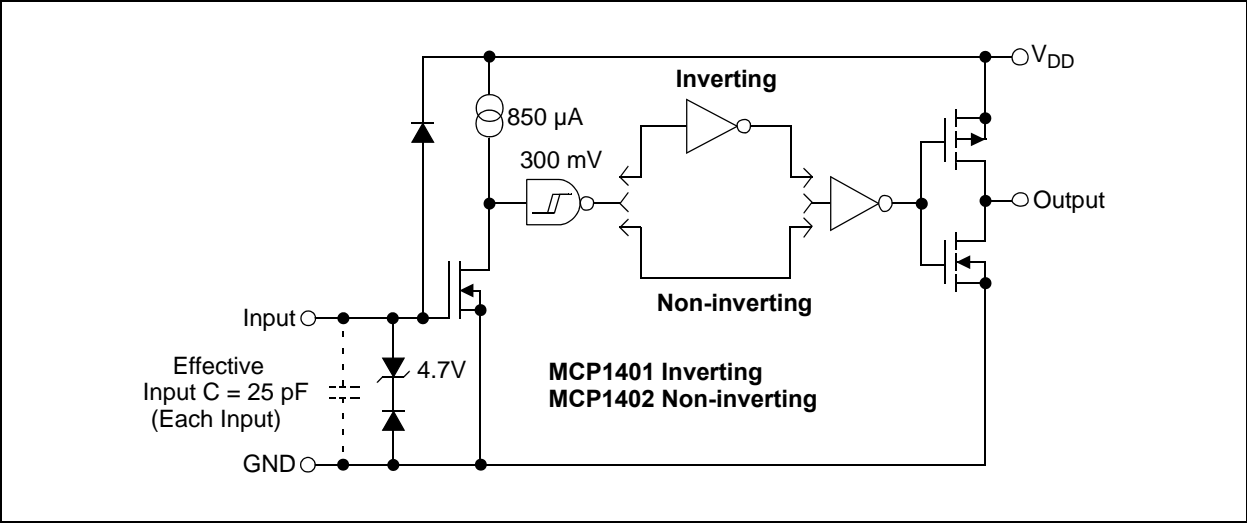 V_DD
Inverting
850 µA
300 mV
Output
Non-inverting
Input
Effective
Input C = 25 pF
(Each Input)
4.7V
MCP1401 Inverting
MCP1402 Non-inverting
GND